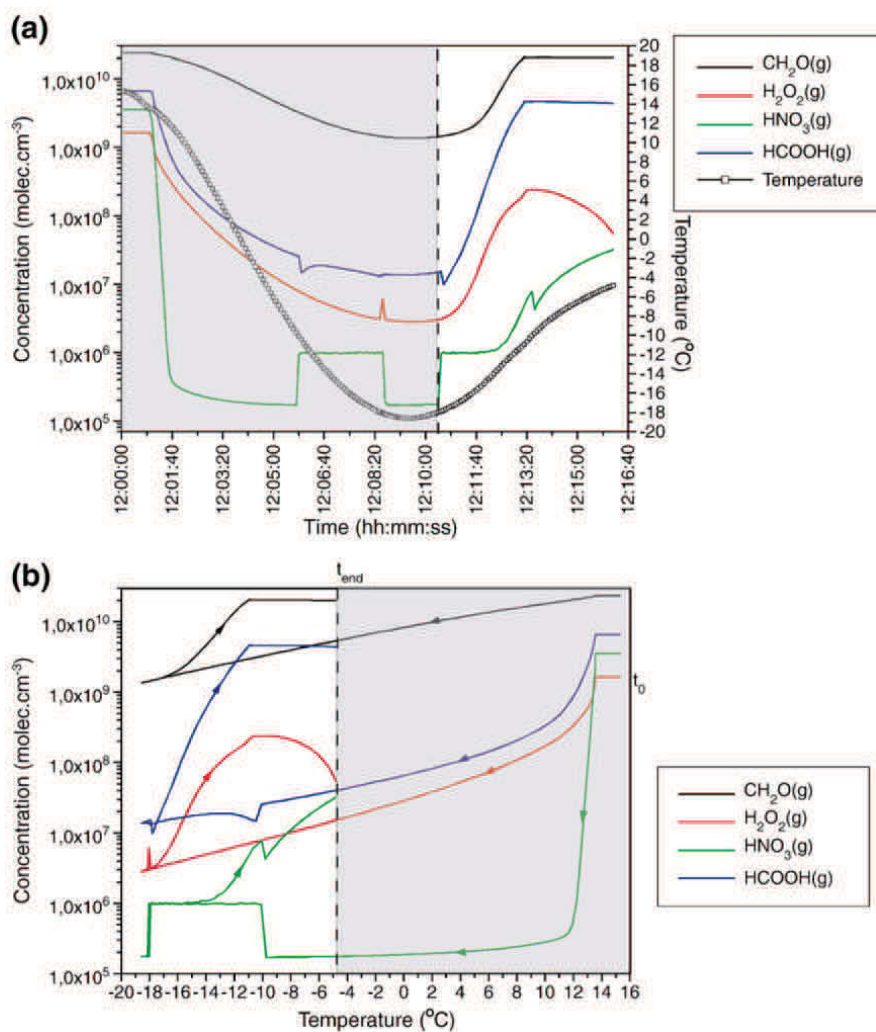 (a)
Concentration (molec.cm-3)
1,0x10^10
1,0x10^9
1,0x10^8
1,0x10^7
1,0x10^6
1,0x10^5
20
18
16
14
12
10
8
6
4
2
0
-2
-4
-6
-8
-10
-12
-14
-16
-18
-20
Temperature (°C)
12:00:00
12:01:40
12:03:20
12:05:00
12:06:40
12:08:20
12:10:00
12:11:40
12:13:20
12:15:00
12:16:40
Time (hh:mm:ss)
CH2O(g)
H2O2(g)
HNO3(g)
HCOOH(g)
Temperature
(b)
tend
t0
Concentration (molec.cm-3)
1,0x10^10
1,0x10^9
1,0x10^8
1,0x10^7
1,0x10^6
1,0x10^5
-20 -18 -16 -14 -12 -10 -8 -6 -4 -2 0 2 4 6 8 10 12 14 16
Temperature (°C)
CH2O(g)
H2O2(g)
HNO3(g)
HCOOH(g)